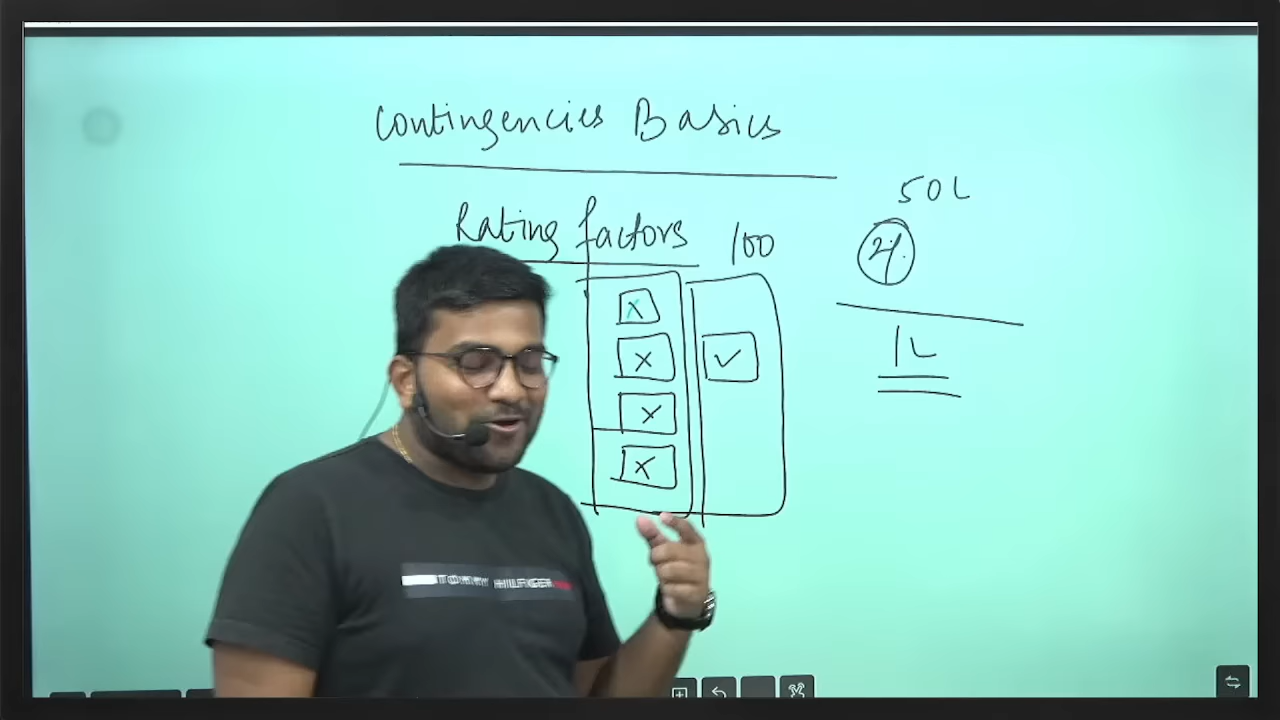 Contingencies Basics
Rating factors 100
50L
2%
1L
TOMMY HILFIGER